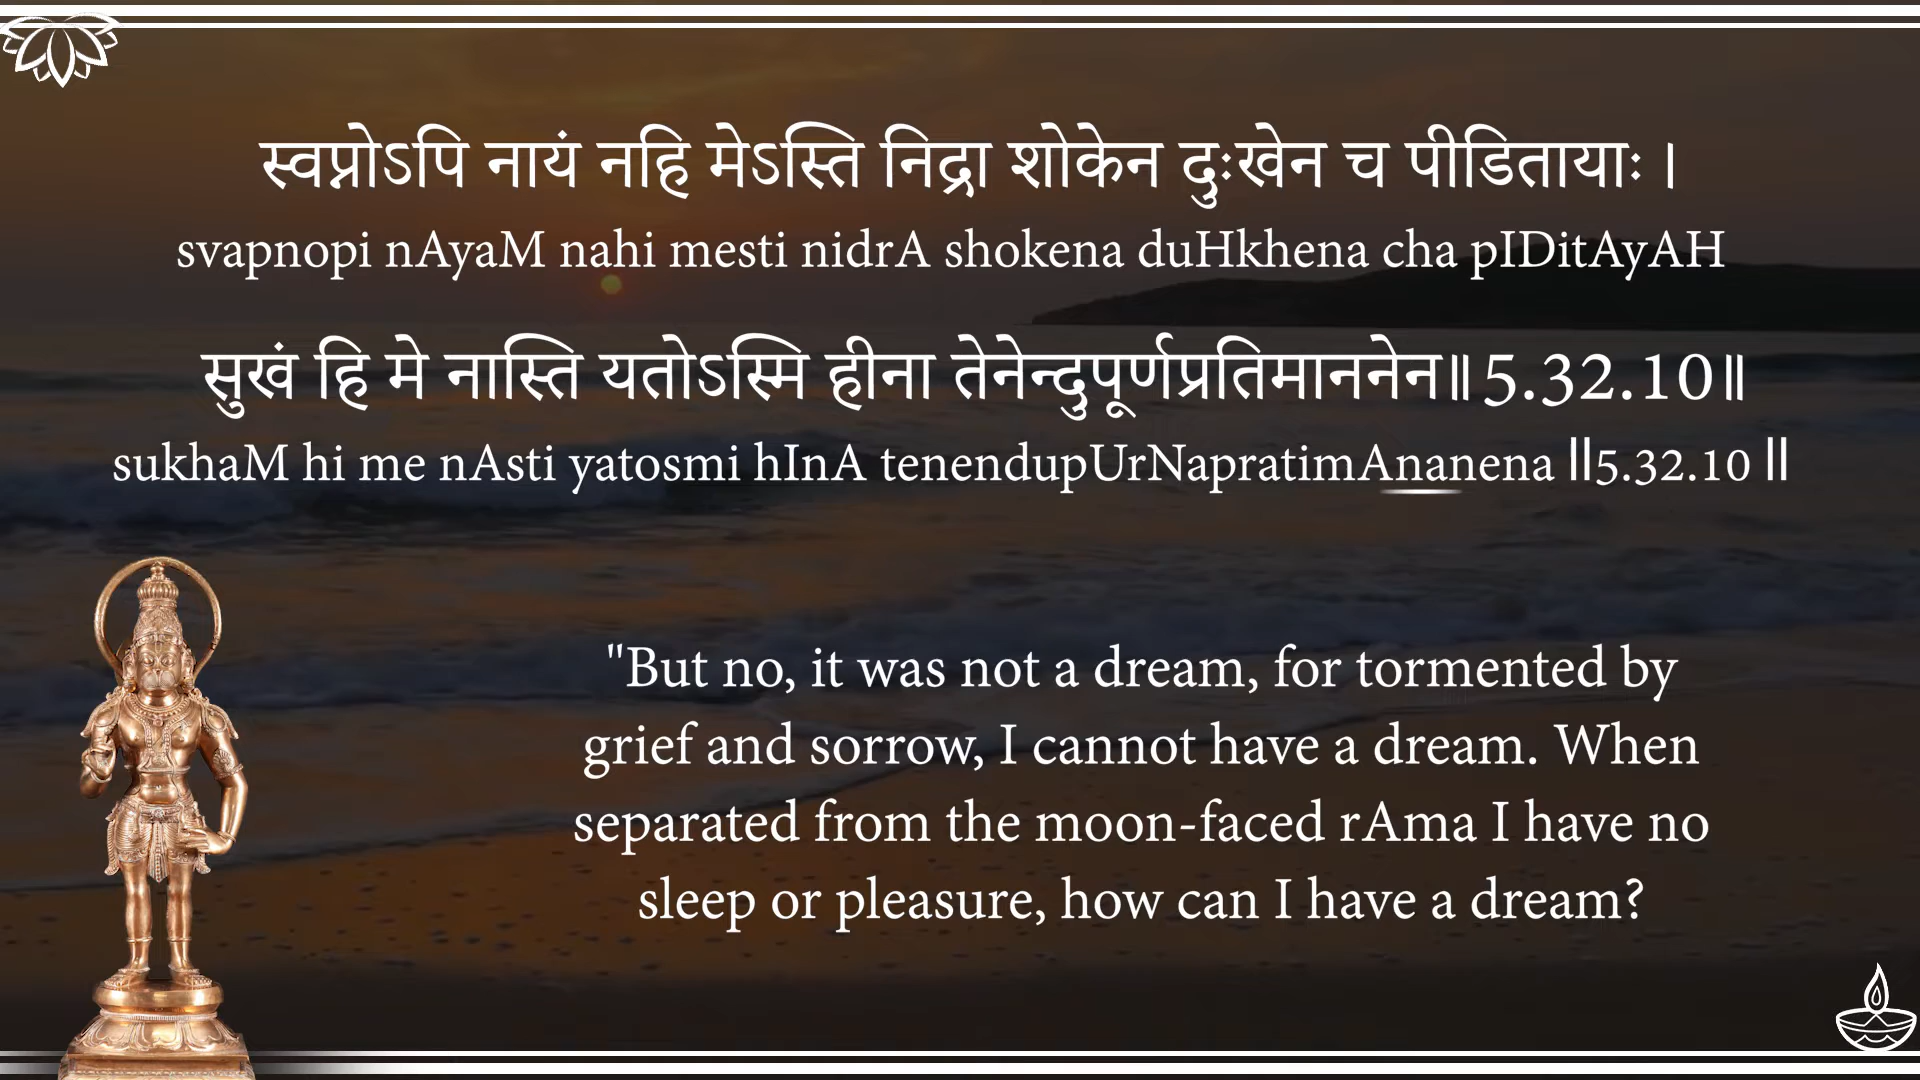 स्वप्नोऽपि नायं नहि मेऽस्ति निद्रा शोकेन दुःखेन च पीडितायाः ।
svapnopi nAyaM nahi mesti nidrA shokena duHkhena cha pIDitAyAH
सुखं हि मे नास्ति यतोऽस्मि हीना तेनेन्दुपूर्णप्रतिमाननेन॥5.32.10॥
sukhaM hi me nAsti yatosmi hInA tenendupUrNapratimAnanena ॥5.32.10 ॥
"But no, it was not a dream, for tormented by
grief and sorrow, I cannot have a dream. When
separated from the moon-faced rAma I have no
sleep or pleasure, how can I have a dream?